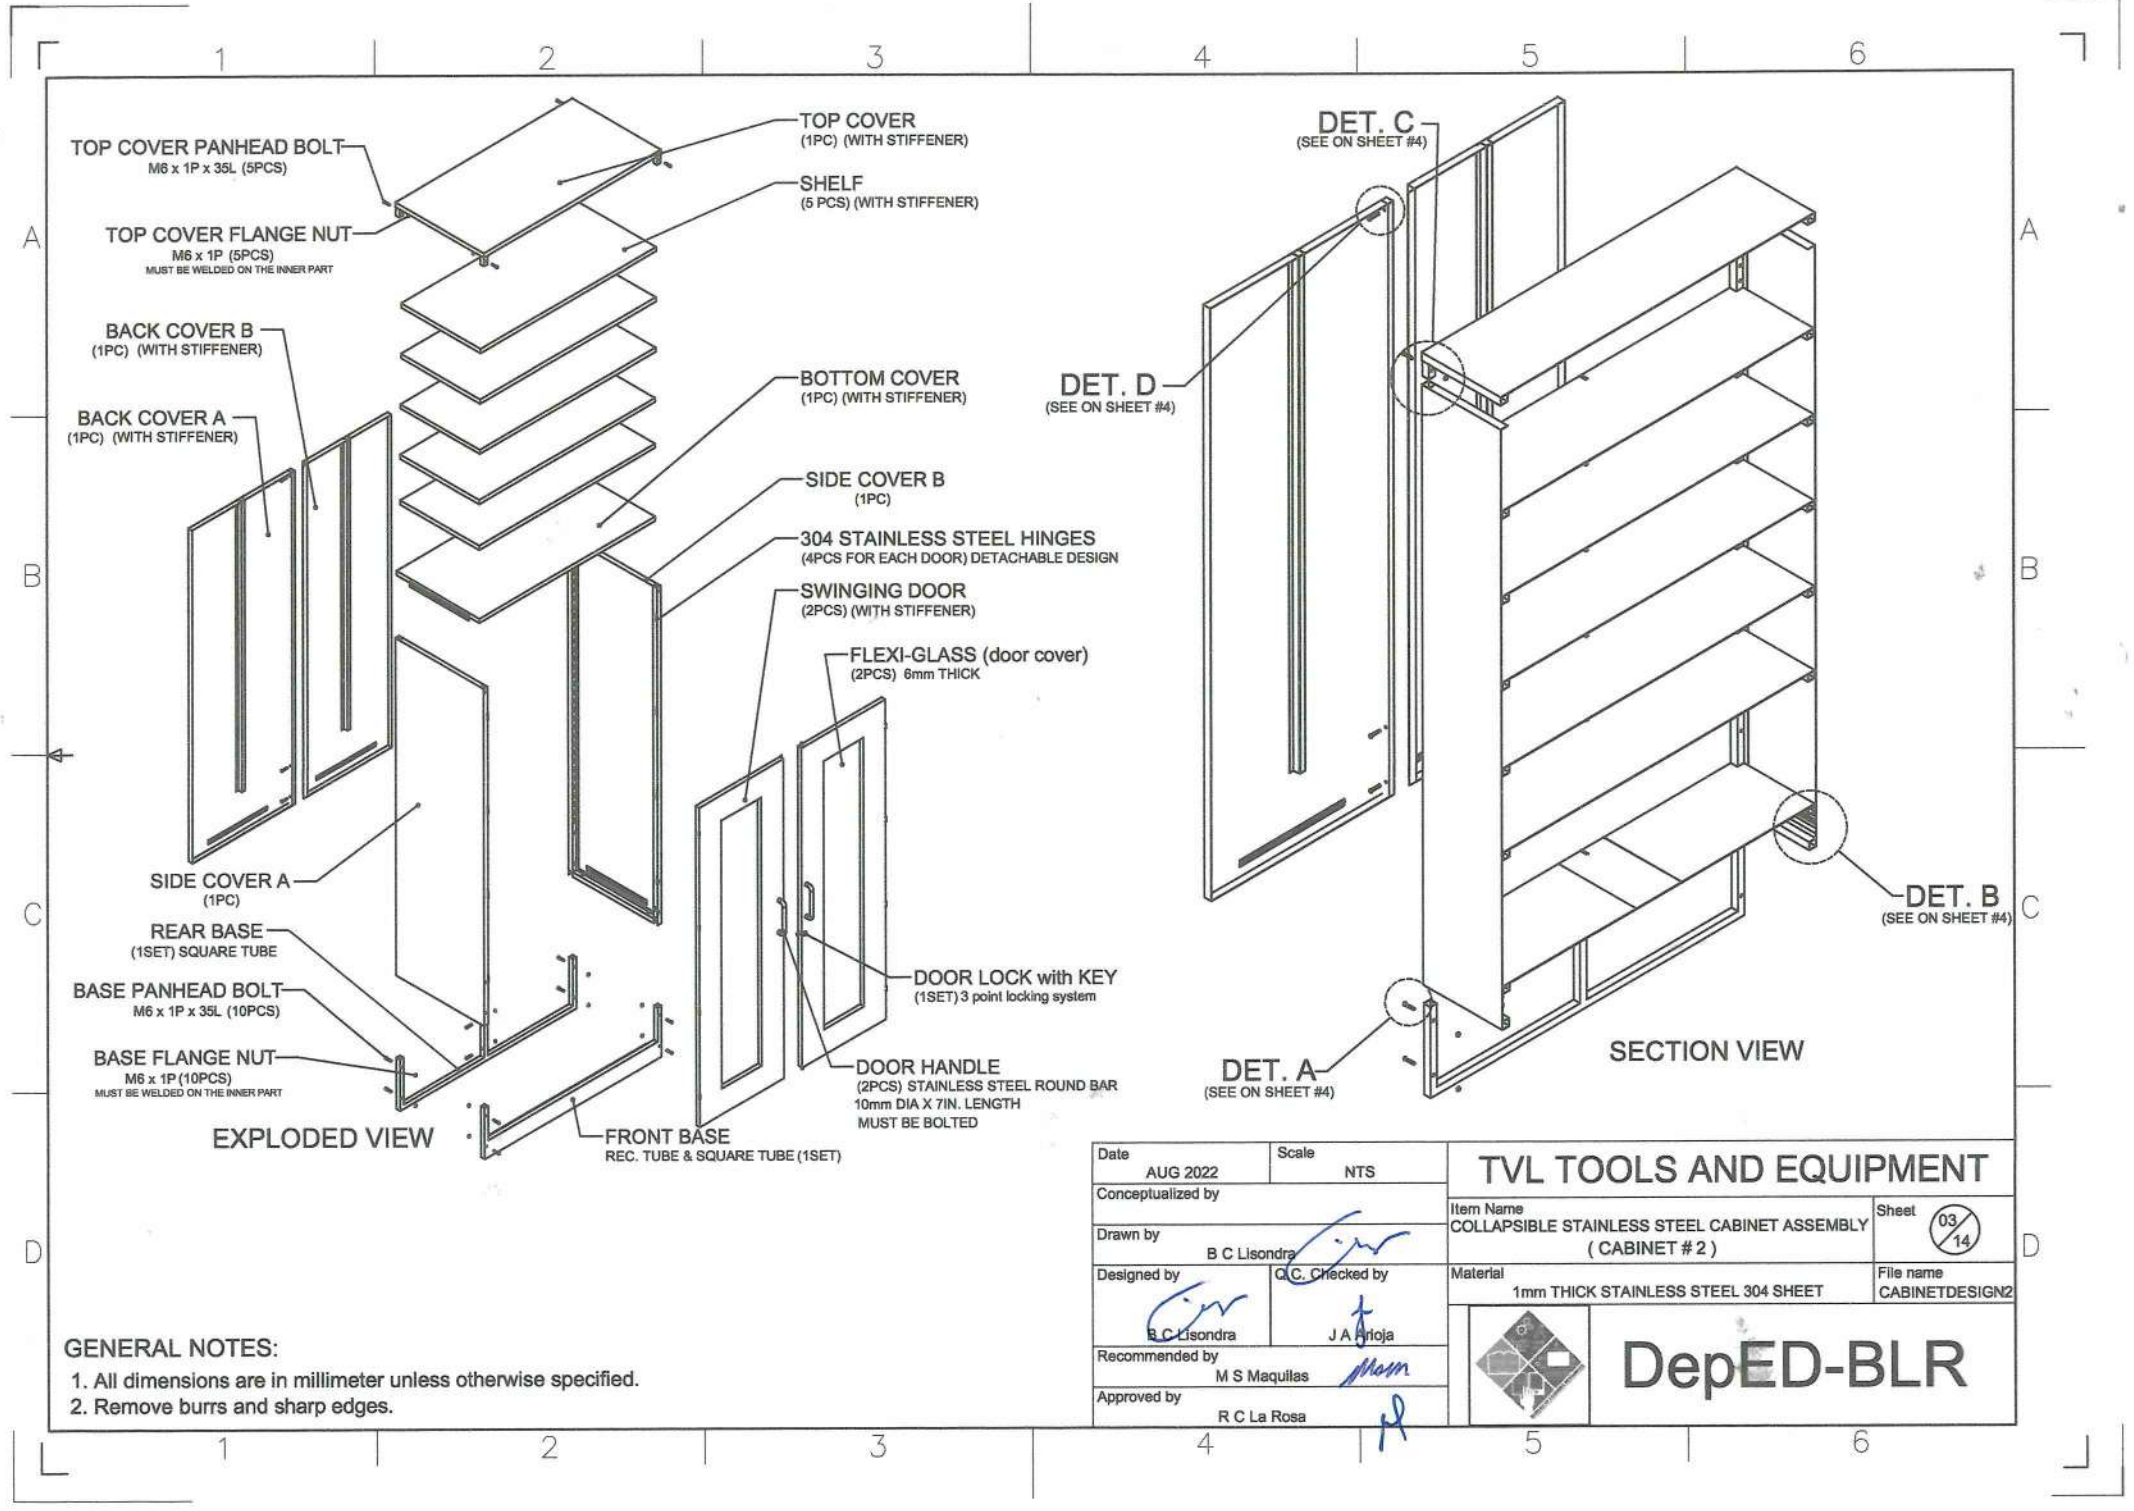 1 2 3 4 5 6
TOP COVER PANHEAD BOLT
M6 x 1P x 35L (5PCS)
TOP COVER FLANGE NUT
M6 x 1P (5PCS)
MUST BE WELDED ON THE INNER PART
BACK COVER B
(1PC) (WITH STIFFENER)
BACK COVER A
(1PC) (WITH STIFFENER)
SIDE COVER A
(1PC)
REAR BASE
(1SET) SQUARE TUBE
BASE PANHEAD BOLT
M6 x 1P x 35L (10PCS)
BASE FLANGE NUT
M6 x 1P (10PCS)
MUST BE WELDED ON THE INNER PART
EXPLODED VIEW
TOP COVER
(1PC) (WITH STIFFENER)
SHELF
(5 PCS) (WITH STIFFENER)
BOTTOM COVER
(1PC) (WITH STIFFENER)
SIDE COVER B
(1PC)
304 STAINLESS STEEL HINGES
(4PCS FOR EACH DOOR) DETACHABLE DESIGN
SWINGING DOOR
(2PCS) (WITH STIFFENER)
FLEXI-GLASS (door cover)
(2PCS) 6mm THICK
DOOR LOCK with KEY
(1SET) 3 point locking system
DOOR HANDLE
(2PCS) STAINLESS STEEL ROUND BAR
10mm DIA X 7IN. LENGTH
MUST BE BOLTED
FRONT BASE
REC. TUBE & SQUARE TUBE (1SET)
DET. C
(SEE ON SHEET #4)
DET. D
(SEE ON SHEET #4)
DET. B
(SEE ON SHEET #4)
DET. A
(SEE ON SHEET #4)
SECTION VIEW
A
A
B
B
C
C
D
D
GENERAL NOTES:
1. All dimensions are in millimeter unless otherwise specified.
2. Remove burrs and sharp edges.
Date
AUG 2022
Scale
NTS
Conceptualized by
Drawn by
B C Lisondra
Designed by
B C Lisondra
Q.C. Checked by
J A Arioja
Recommended by
M S Maquilas
Approved by
R C La Rosa
TVL TOOLS AND EQUIPMENT
Item Name
COLLAPSIBLE STAINLESS STEEL CABINET ASSEMBLY
( CABINET # 2 )
Sheet
03/14
Material
1mm THICK STAINLESS STEEL 304 SHEET
File name
CABINETDESIGN2
DepED-BLR
1 2 3 4 5 6